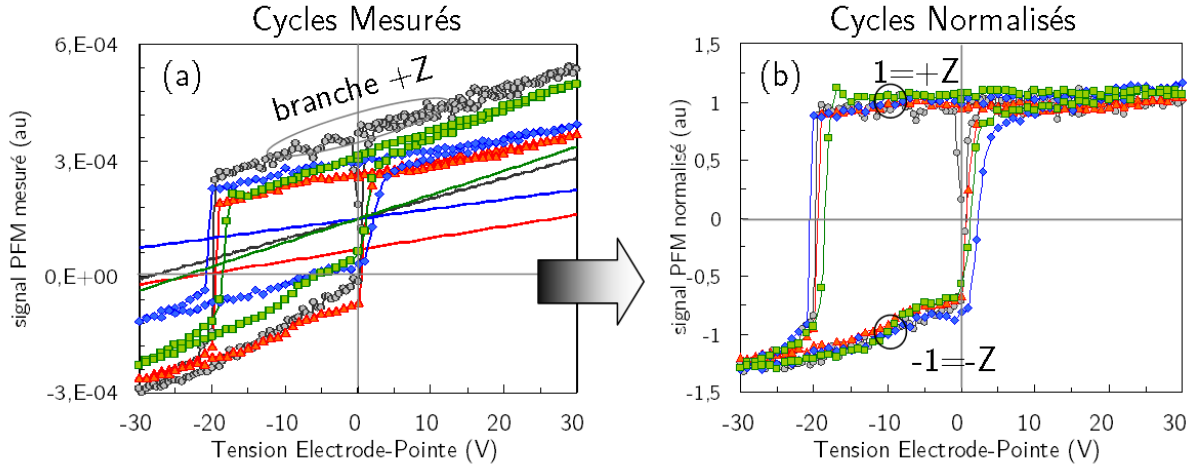 Cycles Mesurés
6,E-04
3,E-04
0,E+00
-3,E-04
signal PFM mesuré (au)
(a)
branche +Z
-30
-20
-10
0
10
20
30
Tension Electrode-Pointe (V)
Cycles Normalisés
1,5
1
0,5
0
-0,5
-1
-1,5
signal PFM normalisé (au)
(b)
1=+Z
-1=-Z
-30
-20
-10
0
10
20
30
Tension Electrode-Pointe (V)